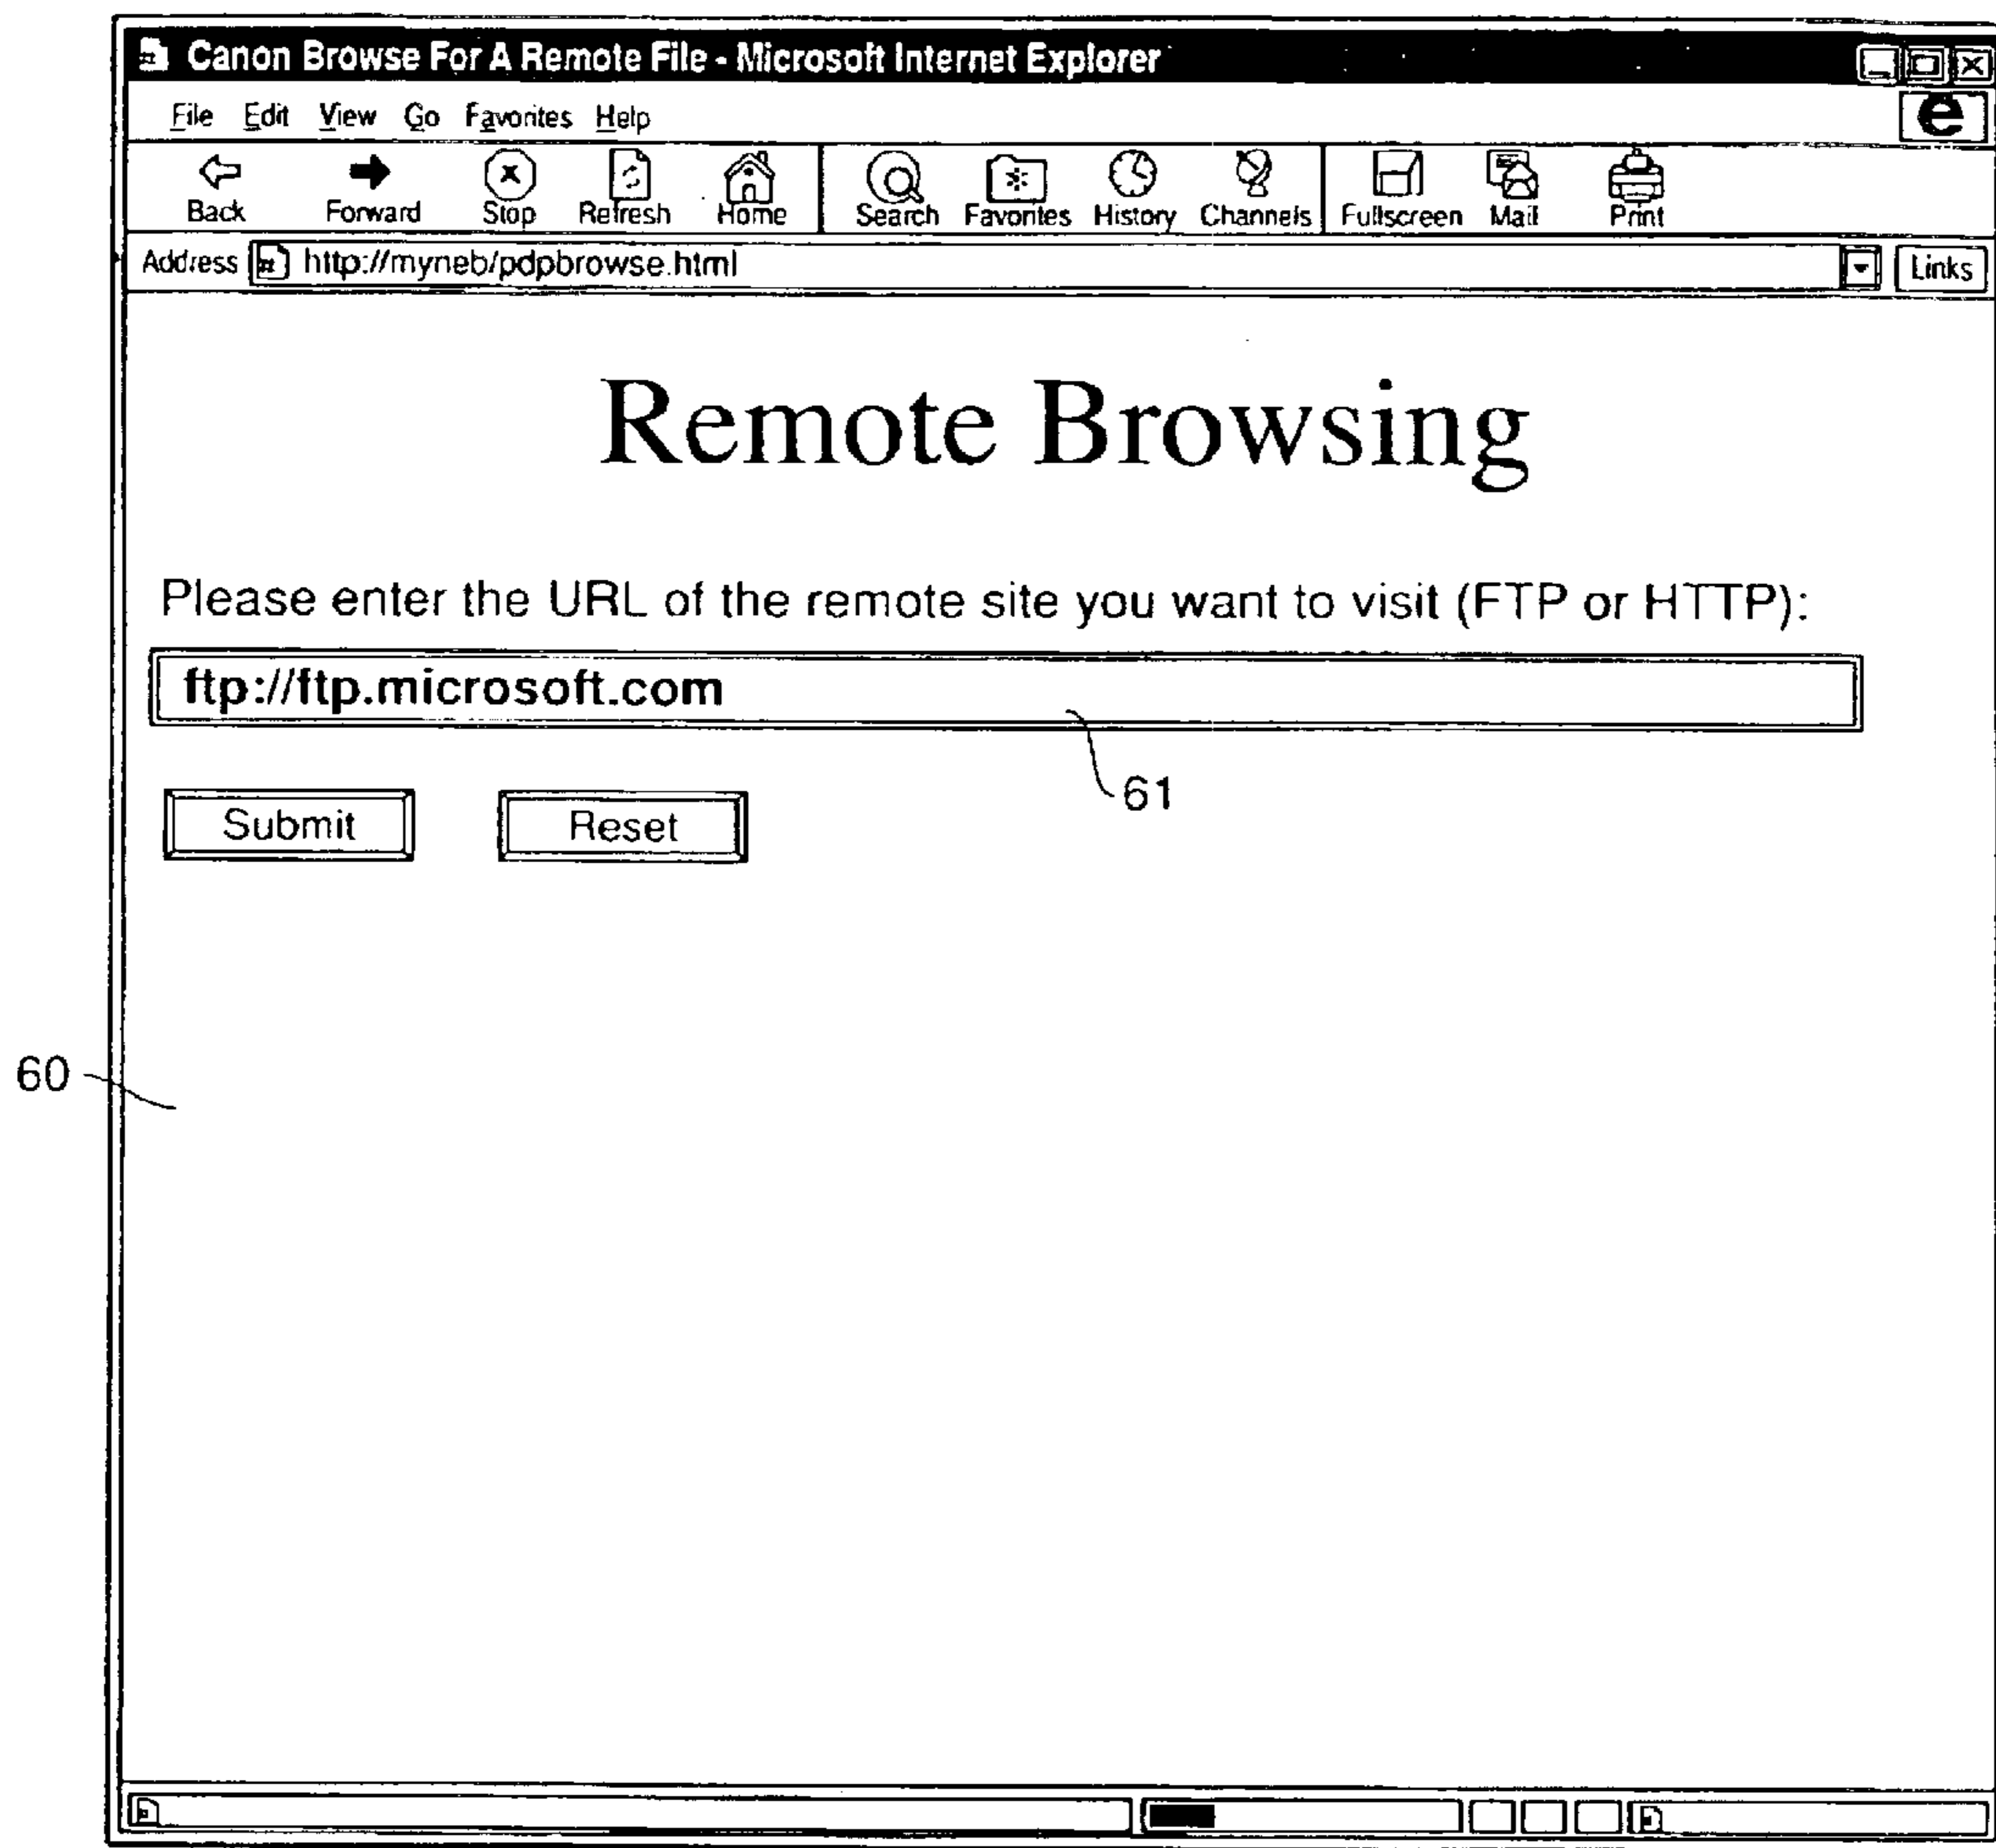 Canon Browse For A Remote File - Microsoft Internet Explorer
File Edit View Go Favorites Help
Back Forward Stop Refresh Home Search Favorites History Channels Fullscreen Mail Print
Address http://myneb/pdpbrowse.html Links
Remote Browsing
Please enter the URL of the remote site you want to visit (FTP or HTTP):
ftp://ftp.microsoft.com
61
Submit Reset
60